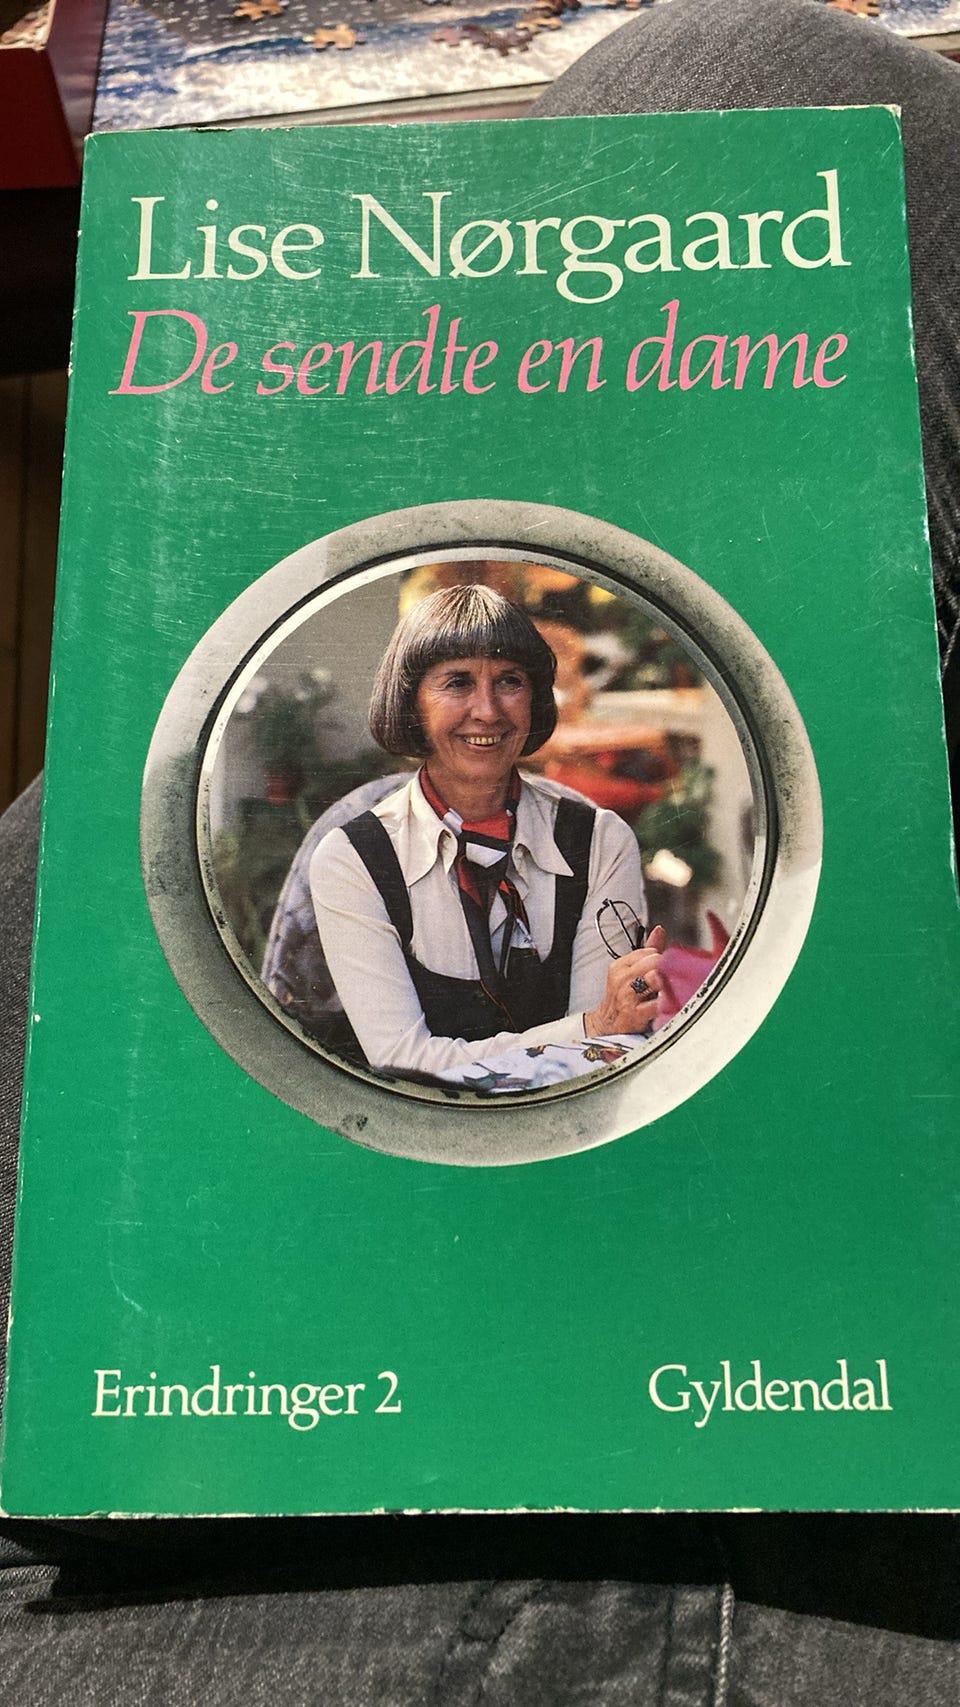 Lise Nørgaard
De sendte en dame
Erindringer 2
Gyldendal